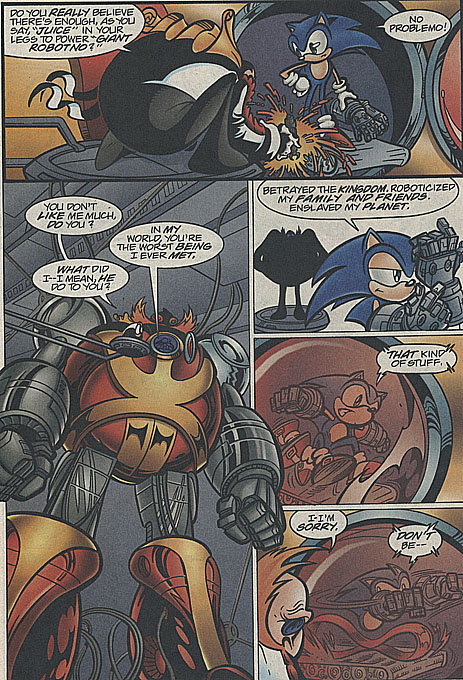 DO YOU REALLY BELIEVE
THERE'S ENOUGH, AS YOU
SAY, "JUICE" IN YOUR
LEGS TO POWER "GIANT
ROBOTNO?"
NO
PROBLEMO!
YOU DON'T
LIKE ME MUCH,
DO YOU?
IN MY
WORLD, YOU'RE
THE WORST BEING
I EVER MET.
WHAT DID
I--I MEAN, HE
DO TO YOU?
BETRAYED THE KINGDOM. ROBOTICIZED
MY FAMILY AND FRIENDS.
ENSLAVED MY PLANET.
THAT KIND
OF STUFF.
I-I'M
SORRY.
DON'T
BE--